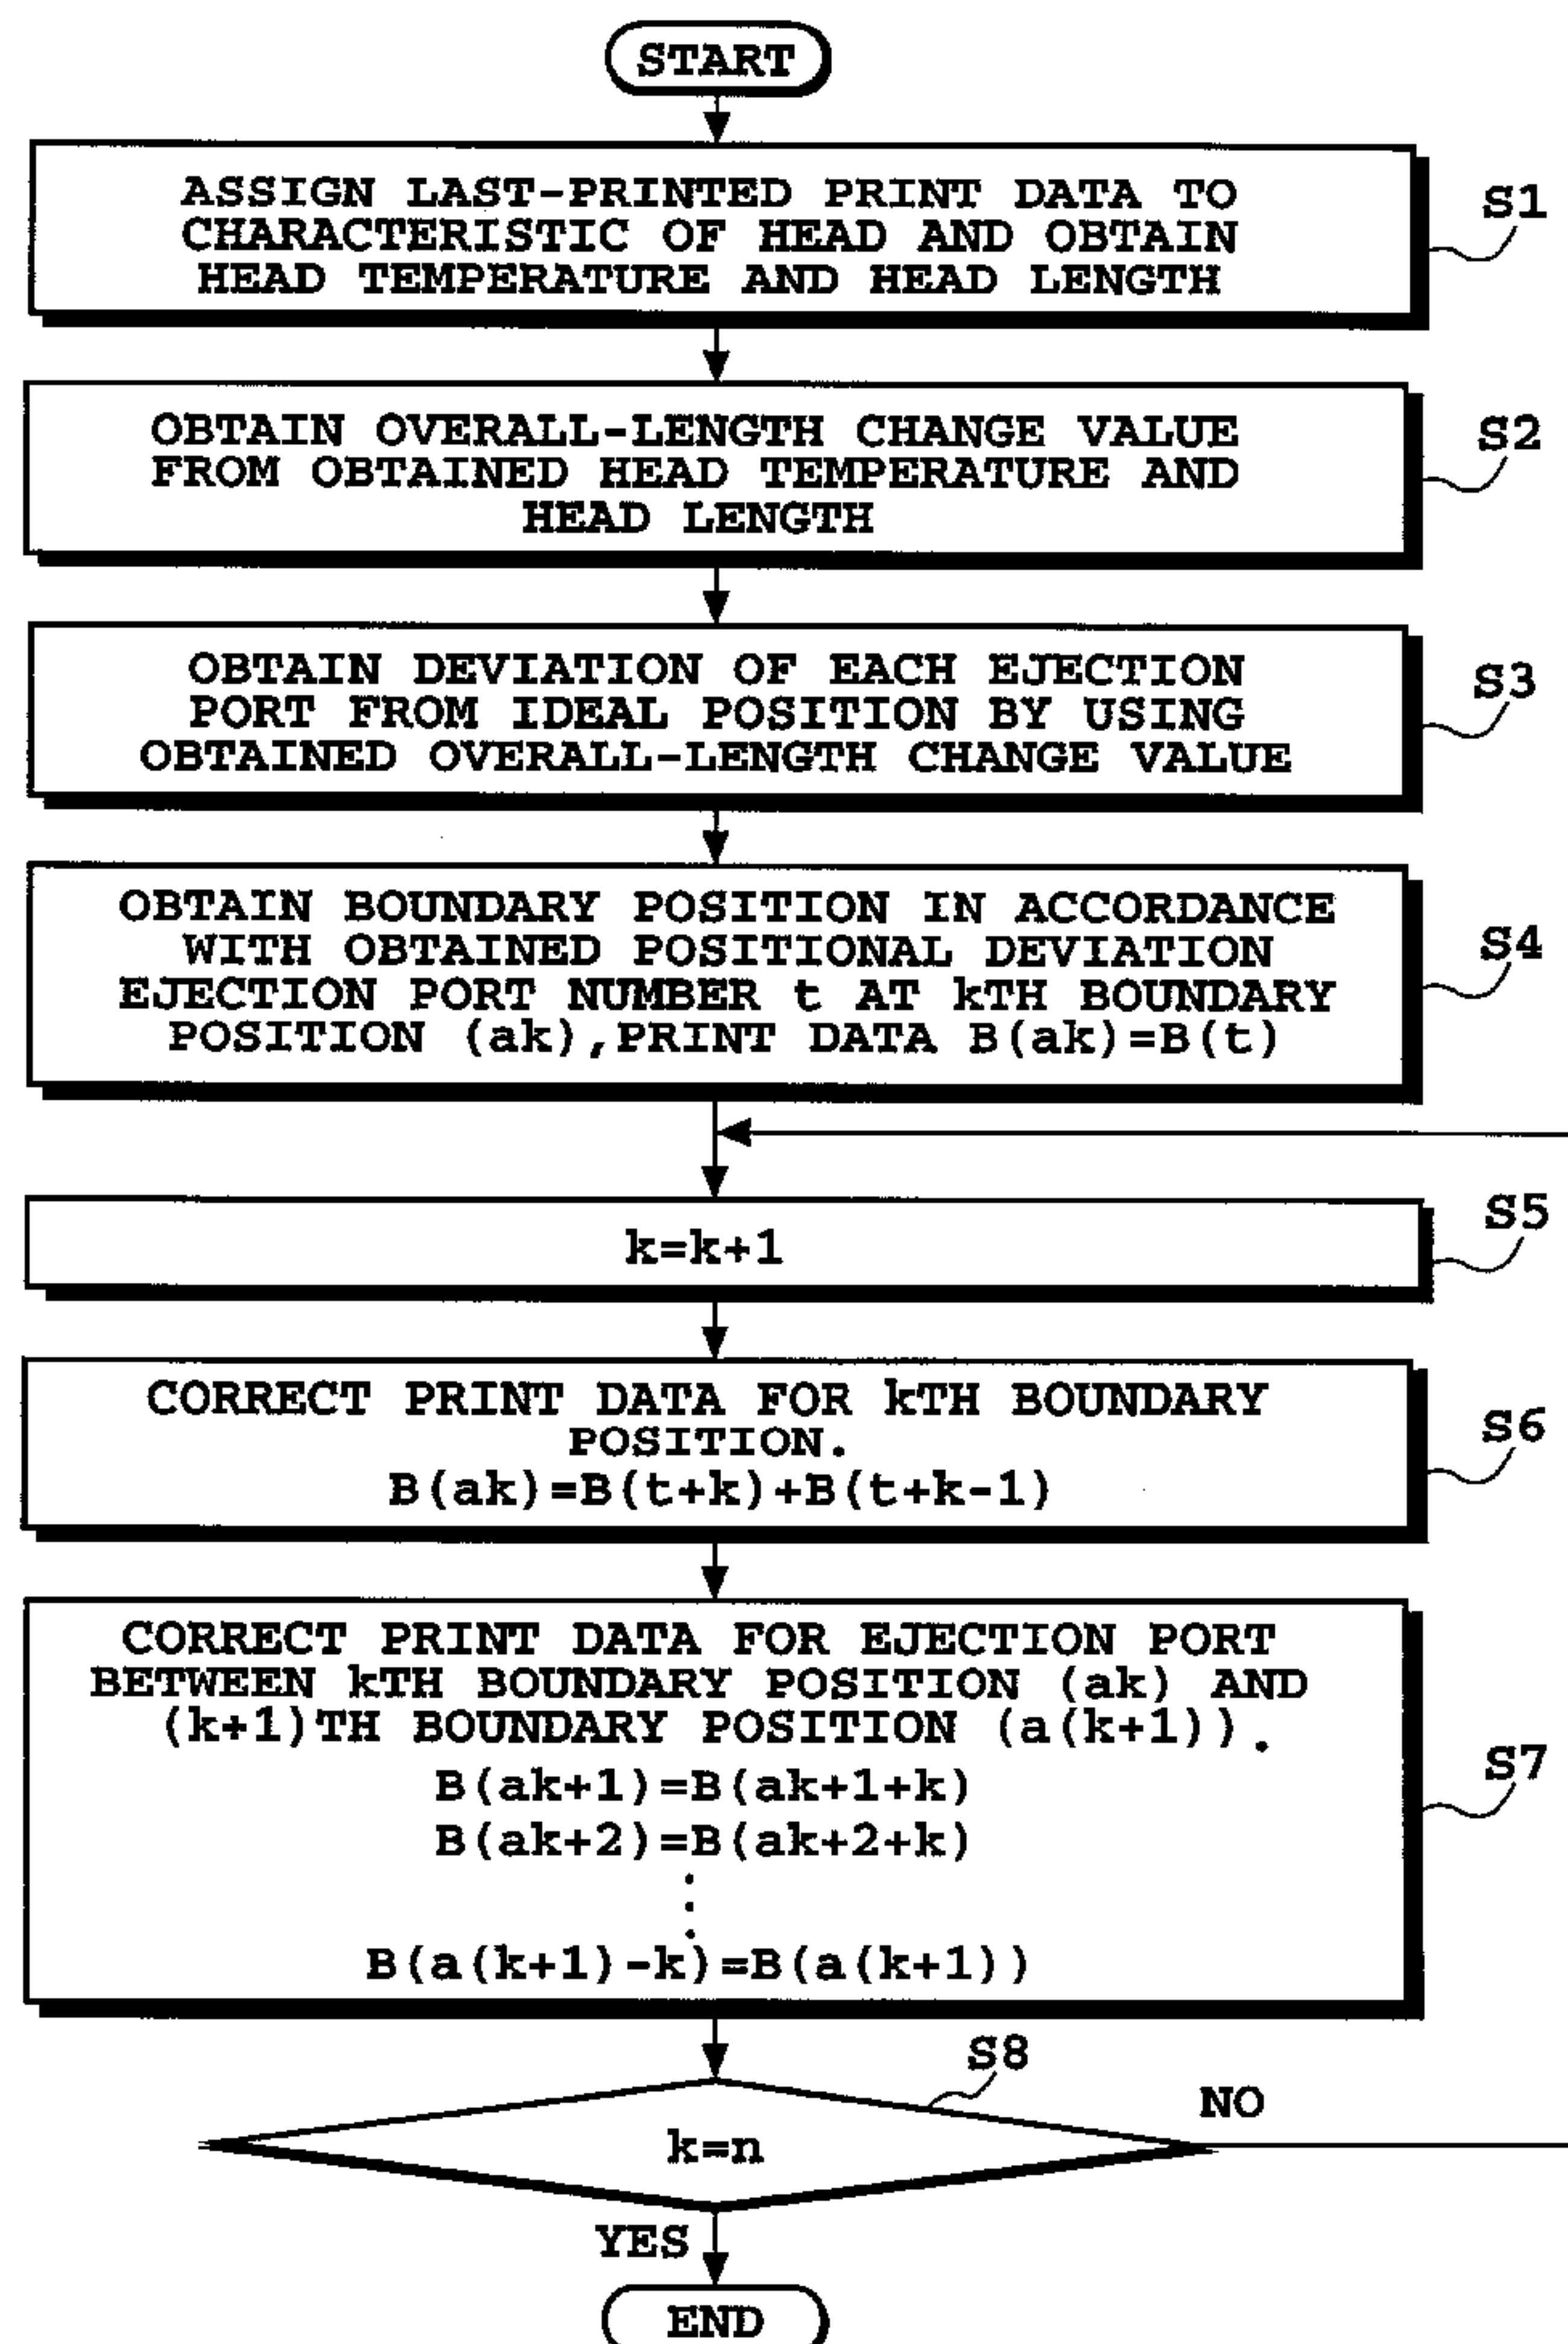 START
ASSIGN LAST-PRINTED PRINT DATA TO
CHARACTERISTIC OF HEAD AND OBTAIN
HEAD TEMPERATURE AND HEAD LENGTH
S1
OBTAIN OVERALL-LENGTH CHANGE VALUE
FROM OBTAINED HEAD TEMPERATURE AND
HEAD LENGTH
S2
OBTAIN DEVIATION OF EACH EJECTION
PORT FROM IDEAL POSITION BY USING
OBTAINED OVERALL-LENGTH CHANGE VALUE
S3
OBTAIN BOUNDARY POSITION IN ACCORDANCE
WITH OBTAINED POSITIONAL DEVIATION
EJECTION PORT NUMBER t AT kTH BOUNDARY
POSITION (ak),PRINT DATA B(ak)=B(t)
S4
k=k+1
S5
CORRECT PRINT DATA FOR kTH BOUNDARY
POSITION.
B(ak)=B(t+k)+B(t+k-1)
S6
CORRECT PRINT DATA FOR EJECTION PORT
BETWEEN kTH BOUNDARY POSITION (ak) AND
(k+1)TH BOUNDARY POSITION (a(k+1)).
B(ak+1)=B(ak+1+k)
B(ak+2)=B(ak+2+k)
⋮
B(a(k+1)-k)=B(a(k+1))
S7
S8
k=n
NO
YES
END